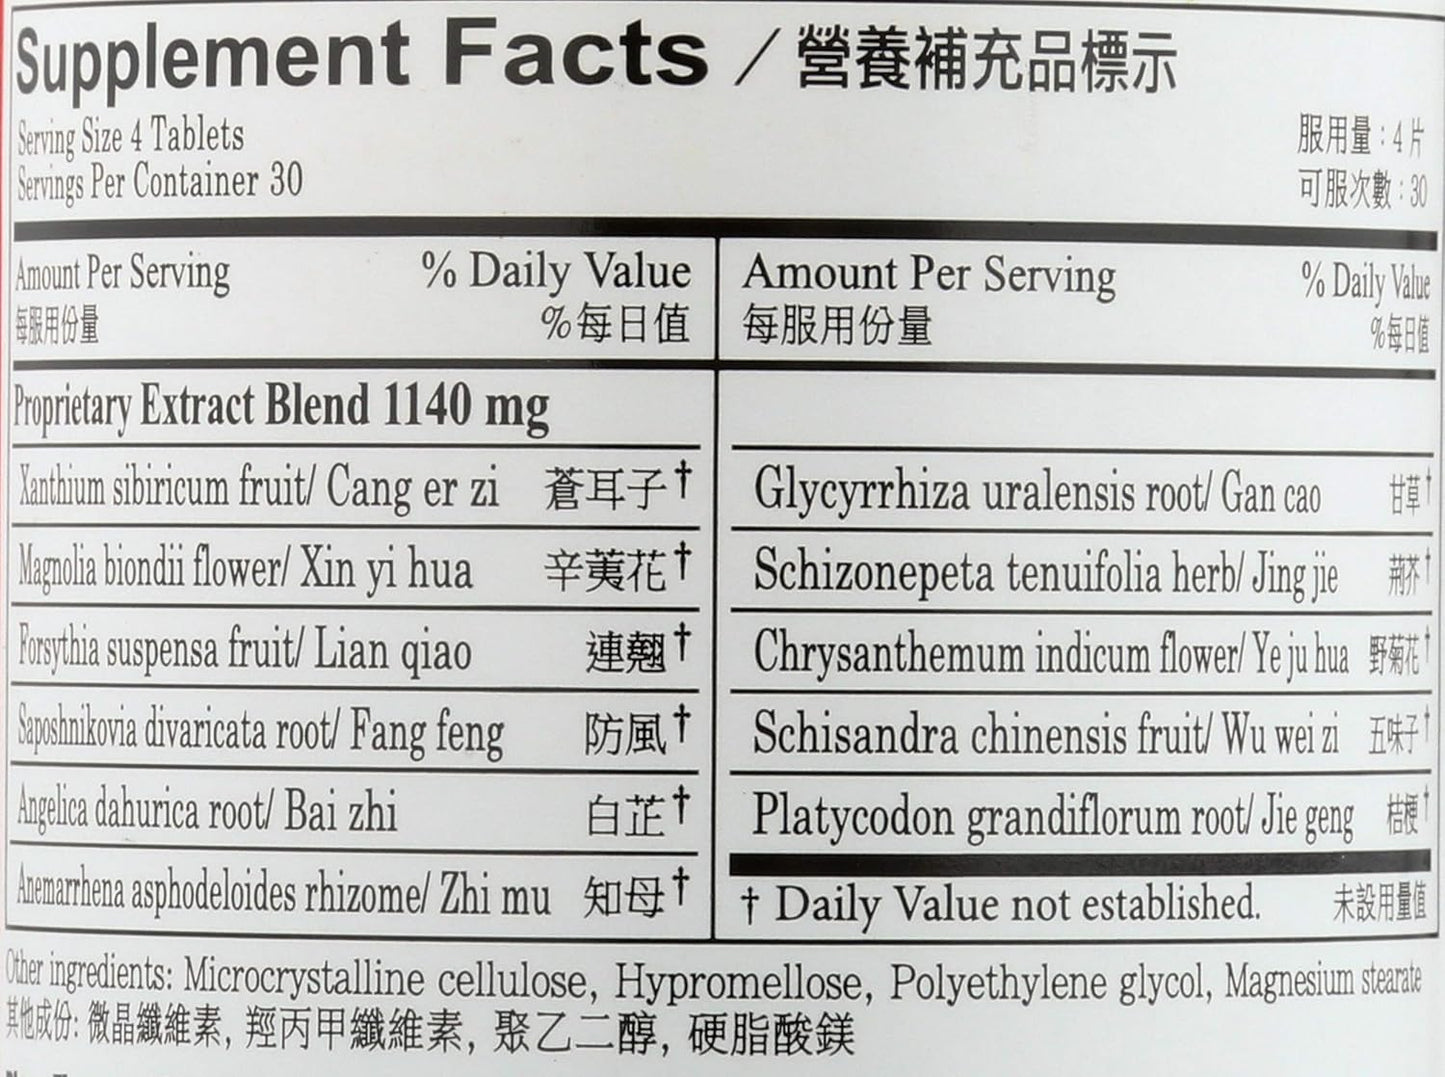 Supplement Facts / 營養補充品標示
Serving Size 4 Tablets 服用量：4片
Servings Per Container 30 可服次數：30
Amount Per Serving % Daily Value
每服用份量 %每日值
Proprietary Extract Blend 1140 mg
Xanthium sibiricum fruit/ Cang er zi 蒼耳子†
Magnolia biondii flower/ Xin yi hua 辛荑花†
Forsythia suspensa fruit/ Lian qiao 連翹†
Saposhnikovia divaricata root/ Fang feng 防風†
Angelica dahurica root/ Bai zhi 白芷†
Anemarrhena asphodeloides rhizome/ Zhi mu 知母†
Amount Per Serving % Daily Value
每服用份量 %每日值
Glycyrrhiza uralensis root/ Gan cao 甘草†
Schizonepeta tenuifolia herb/ Jing jie 荊芥†
Chrysanthemum indicum flower/ Ye ju hua 野菊花†
Schisandra chinensis fruit/ Wu wei zi 五味子†
Platycodon grandiflorum root/ Jie geng 桔梗†
† Daily Value not established. 未設用量值
Other ingredients: Microcrystalline cellulose, Hypromellose, Polyethylene glycol, Magnesium stearate
其他成份: 微晶纖維素, 羥丙甲纖維素, 聚乙二醇, 硬脂酸鎂